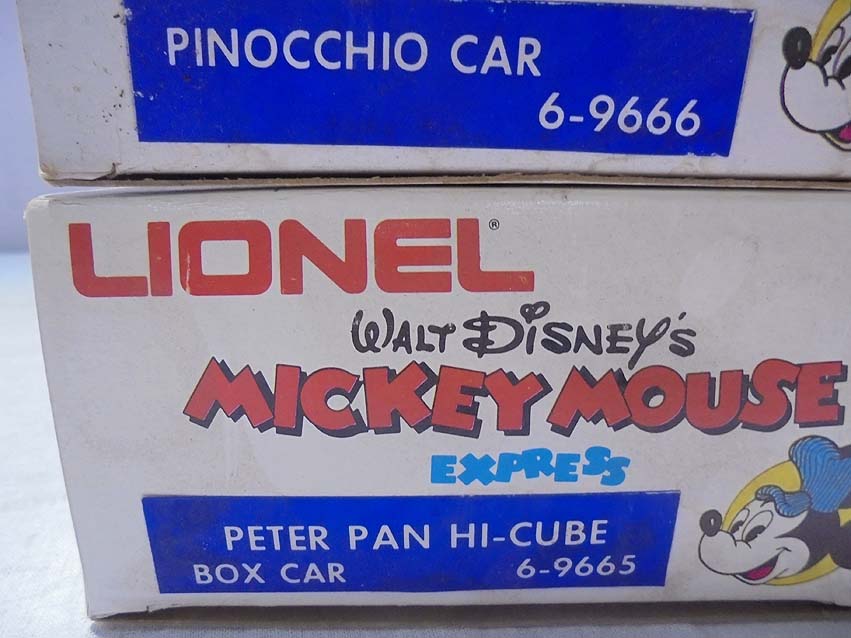 PINOCCHIO CAR
6-9666
LIONEL®
WALT DISNEY'S
MICKEY MOUSE
EXPRESS
PETER PAN HI-CUBE
BOX CAR 6-9665